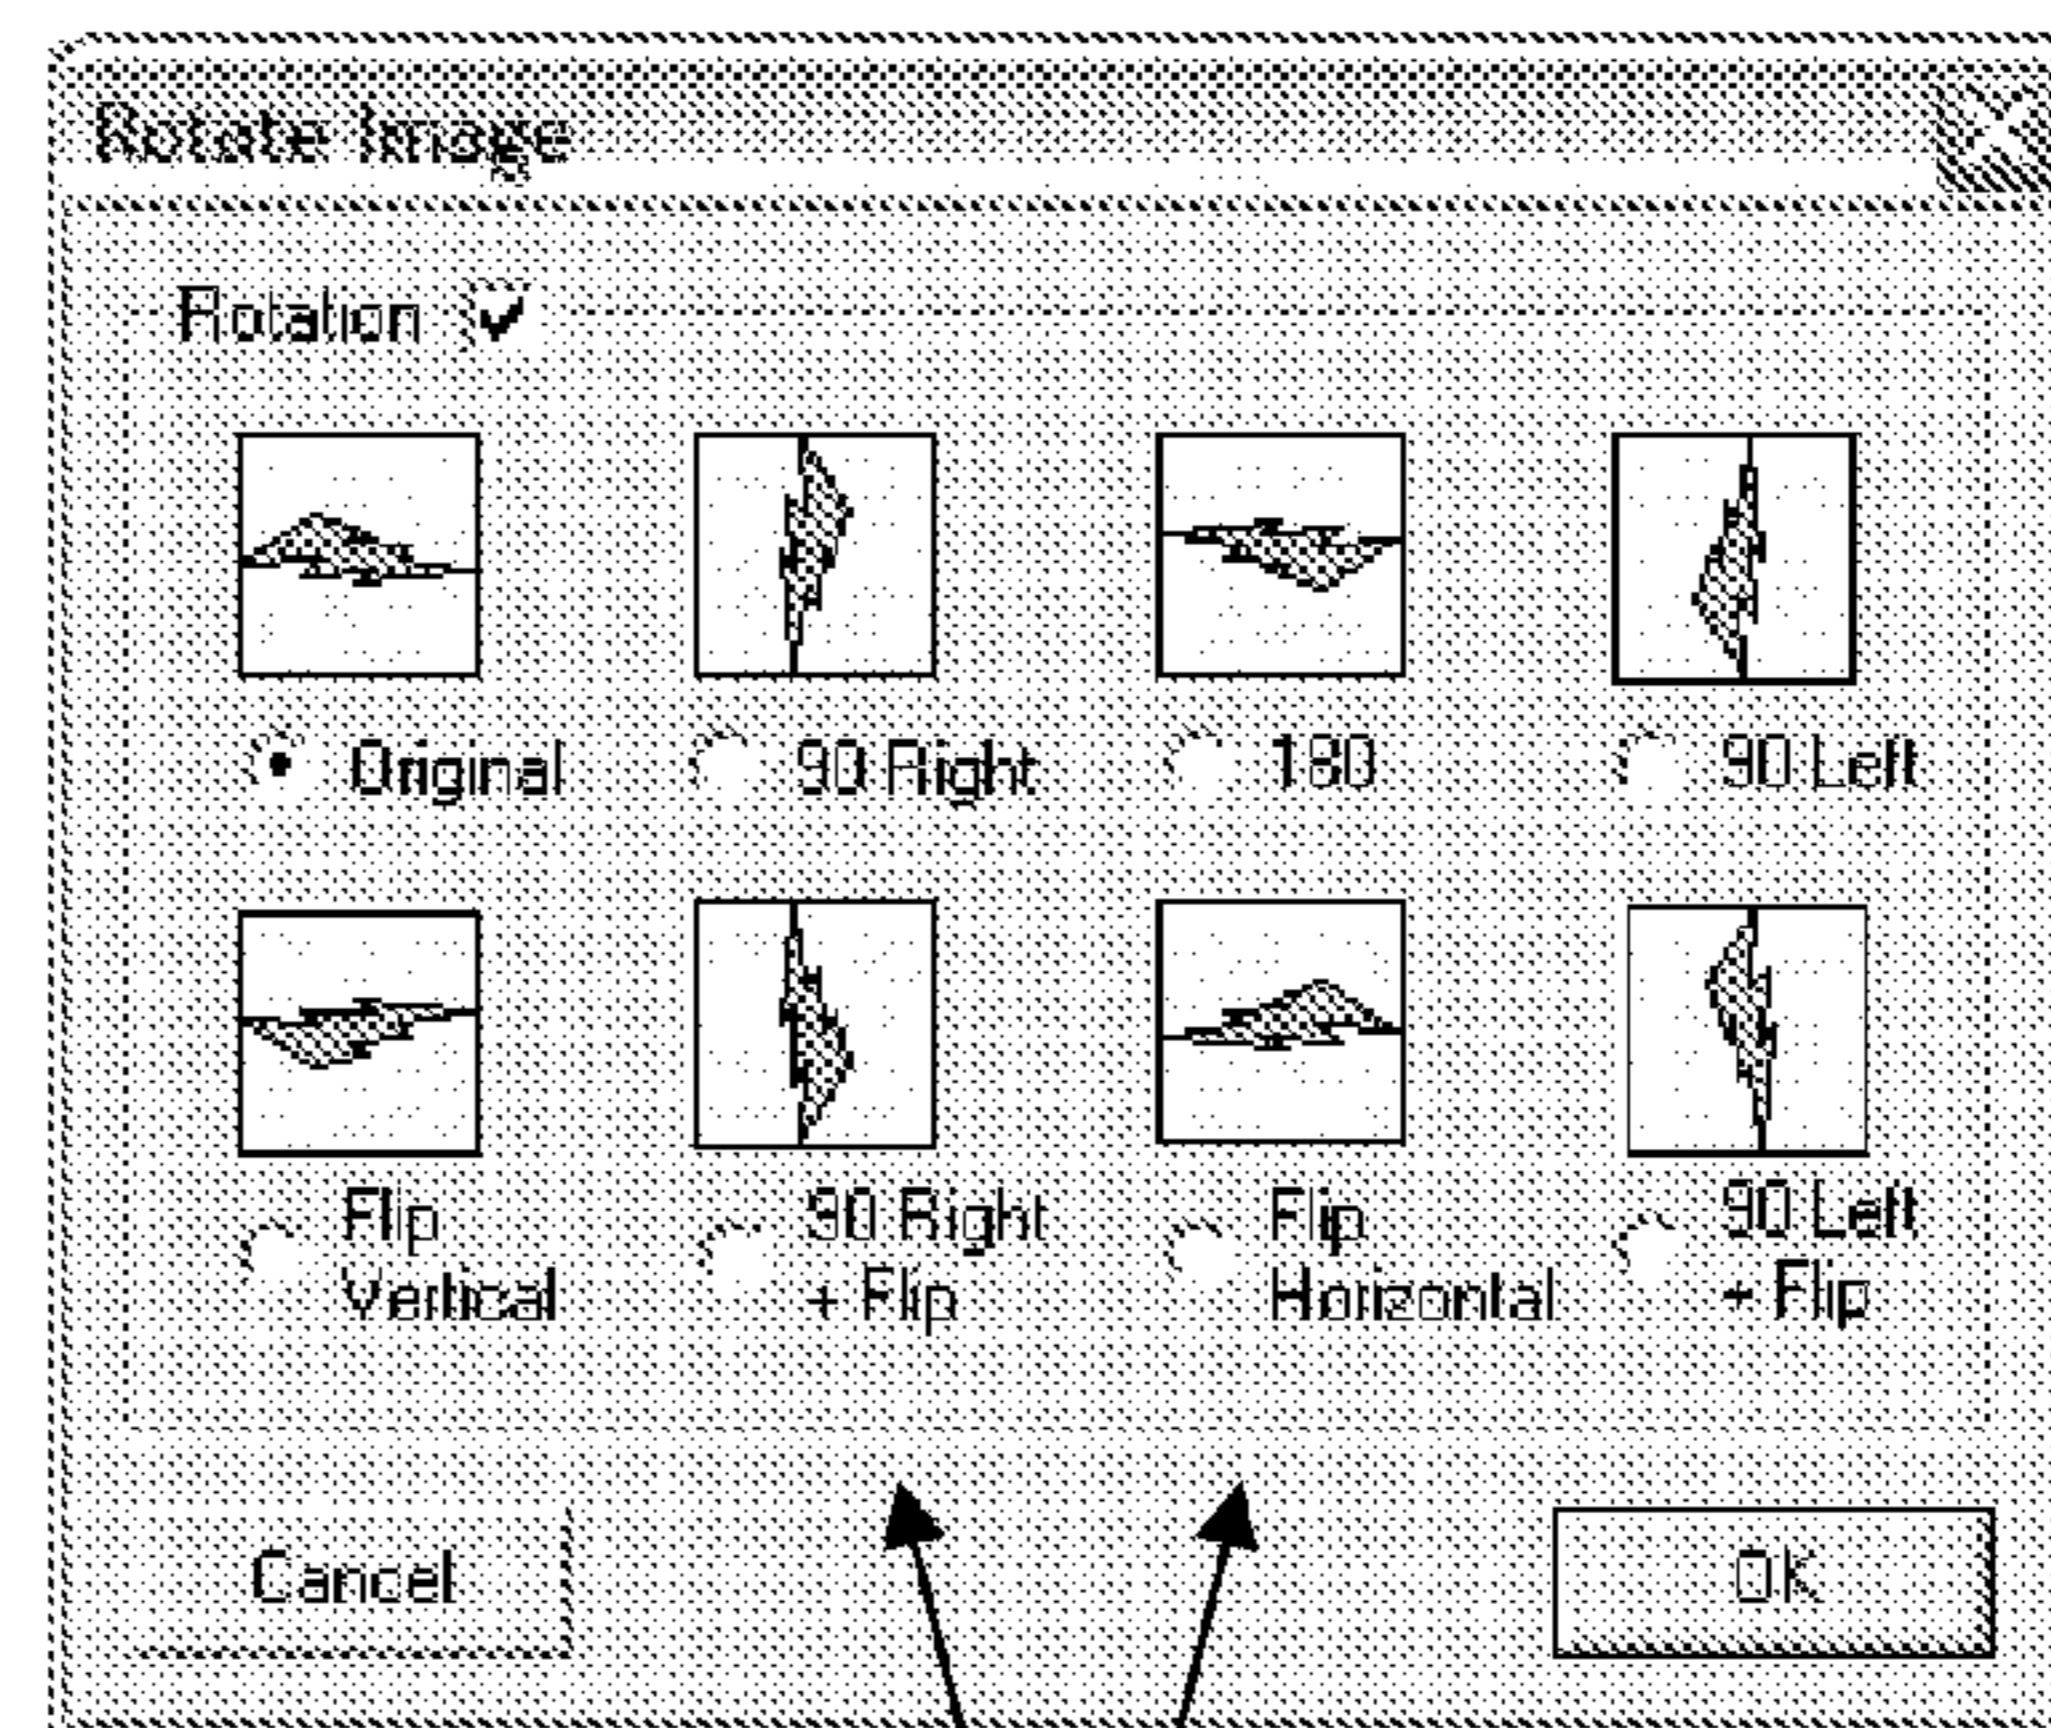 Rotate Image
Rotation
Original
90 Right
180
90 Left
Flip
Vertical
90 Right
+ Flip
Flip
Horizontal
90 Left
+ Flip
Cancel
OK